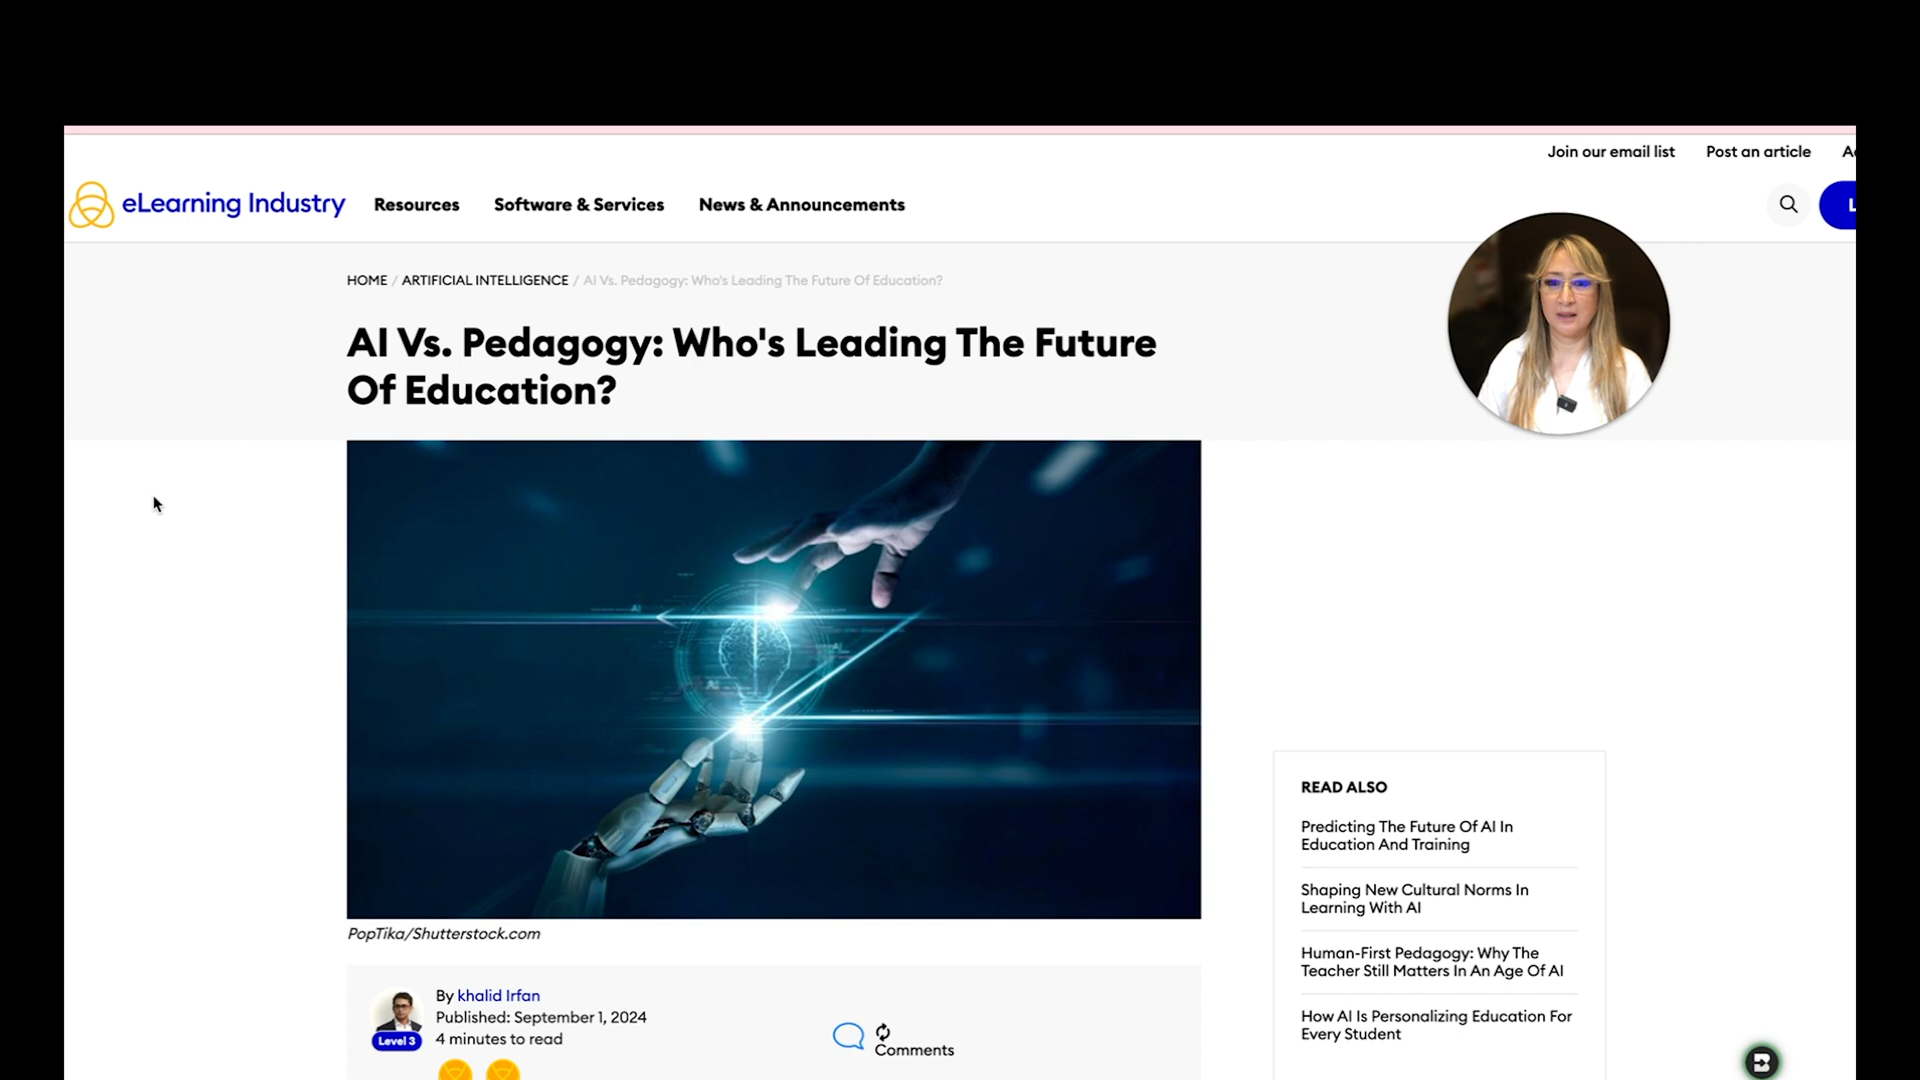 Join our email list Post an article
eLearning Industry Resources Software & Services News & Announcements L
HOME / ARTIFICIAL INTELLIGENCE / AI Vs. Pedagogy: Who's Leading The Future Of Education?
AI Vs. Pedagogy: Who's Leading The Future
Of Education?
AI
AI
AI
PopTika/Shutterstock.com
By khalid Irfan
Published: September 1, 2024
Level 3
4 minutes to read
Comments
READ ALSO
Predicting The Future Of AI In
Education And Training
Shaping New Cultural Norms In
Learning With AI
Human-First Pedagogy: Why The
Teacher Still Matters In An Age Of AI
How AI Is Personalizing Education For
Every Student